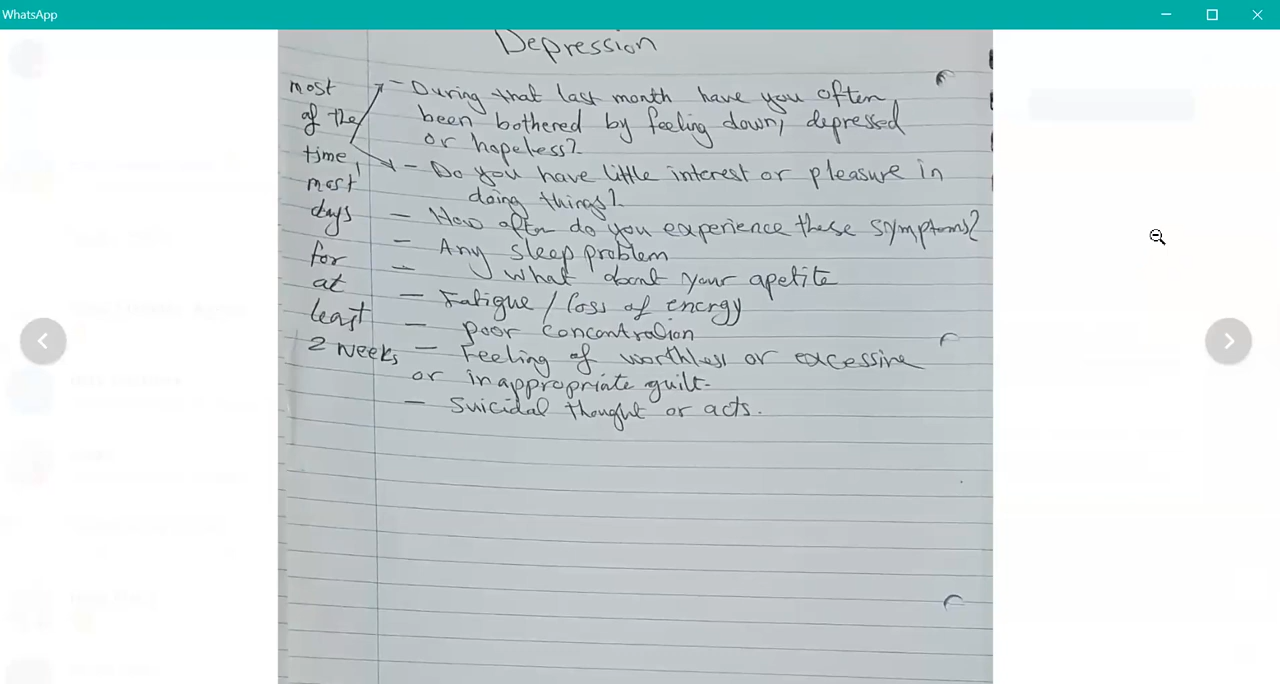 WhatsApp
Depression
most
of the
time,
most
days
for
at
least
2 weeks
- During that last month have you often
been bothered by feeling down, depressed
or hopeless?
- Do you have little interest or pleasure in
doing things?
- How often do you experience these symptoms?
- Any sleep problem
- what about your apetite
- Fatigue / loss of energy
- poor concentration
- Feeling of worthless or excessive
or inappropriate guilt-
- Suicidal thought or acts.